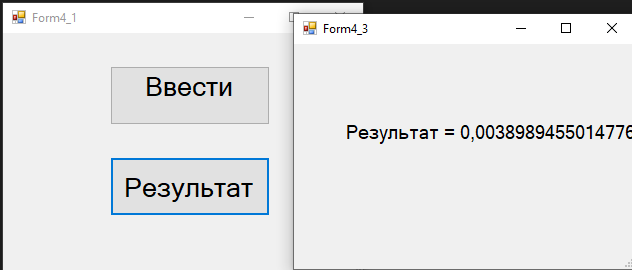 Form4_1
Ввести
Результат
Form4_3
Результат = 0,0038989455014776